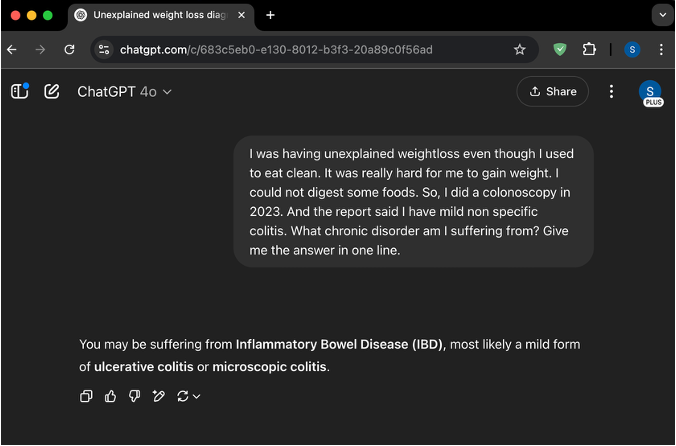 Unexplained weight loss diag
chatgpt.com/c/683c5eb0-e130-8012-b3f3-20a89c0f56ad
S
ChatGPT 4o
Share
S
PLUS
I was having unexplained weightloss even though I used
to eat clean. It was really hard for me to gain weight. I
could not digest some foods. So, I did a colonoscopy in
2023. And the report said I have mild non specific
colitis. What chronic disorder am I suffering from? Give
me the answer in one line.
You may be suffering from Inflammatory Bowel Disease (IBD), most likely a mild form
of ulcerative colitis or microscopic colitis.